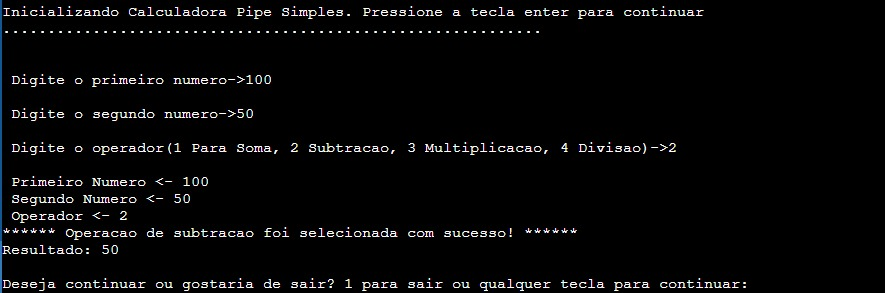 Inicializando Calculadora Pipe Simples. Pressione a tecla enter para continuar
............................................................
Digite o primeiro numero->100
Digite o segundo numero->50
Digite o operador(1 Para Soma, 2 Subtracao, 3 Multiplicacao, 4 Divisao)->2
Primeiro Numero <- 100
Segundo Numero <- 50
Operador <- 2
****** Operacao de subtracao foi selecionada com sucesso! ******
Resultado: 50
Deseja continuar ou gostaria de sair? 1 para sair ou qualquer tecla para continuar: